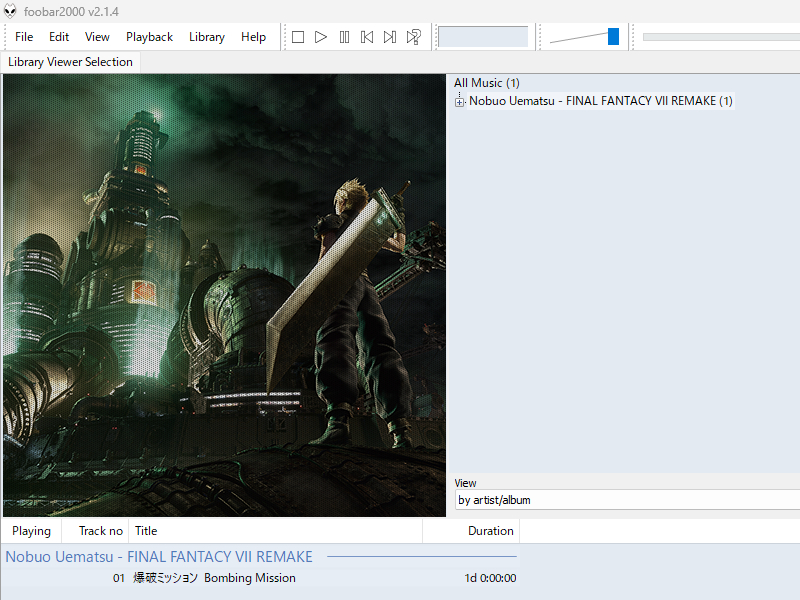 foobar2000 v2.1.4
File Edit View Playback Library Help
Library Viewer Selection
All Music (1)
Nobuo Uematsu - FINAL FANTASY VII REMAKE (1)
View
by artist/album
Playing Track no Title Duration
Nobuo Uematsu - FINAL FANTASY VII REMAKE
01 爆破ミッション Bombing Mission 1d 0:00:00